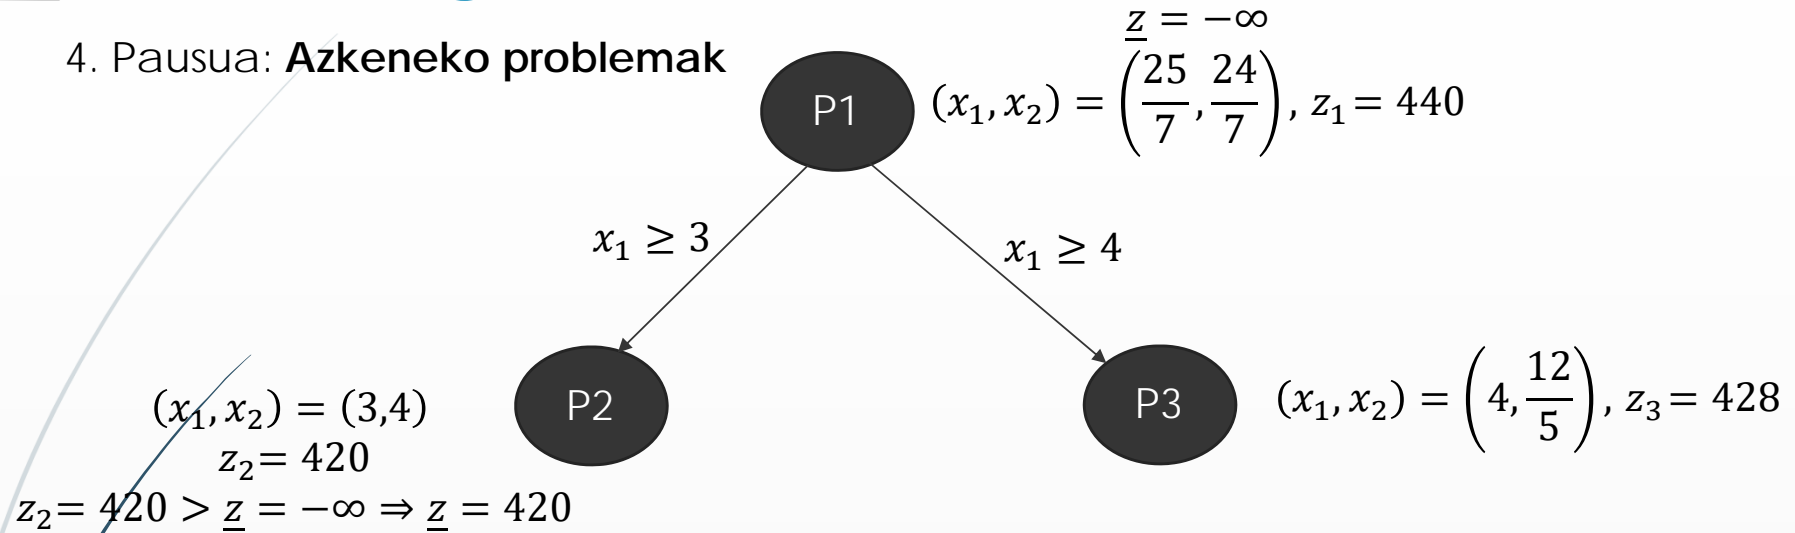 4. Pausua: Azkeneko problemak
z = −∞
P1
(x₁, x₂) = (25/7, 24/7), z₁ = 440
x₁ ≥ 3
x₁ ≥ 4
P2
P3
(x₁, x₂) = (4, 12/5), z₃ = 428
(x₁, x₂) = (3,4)
z₂ = 420
z₂ = 420 > z = −∞ ⇒ z = 420